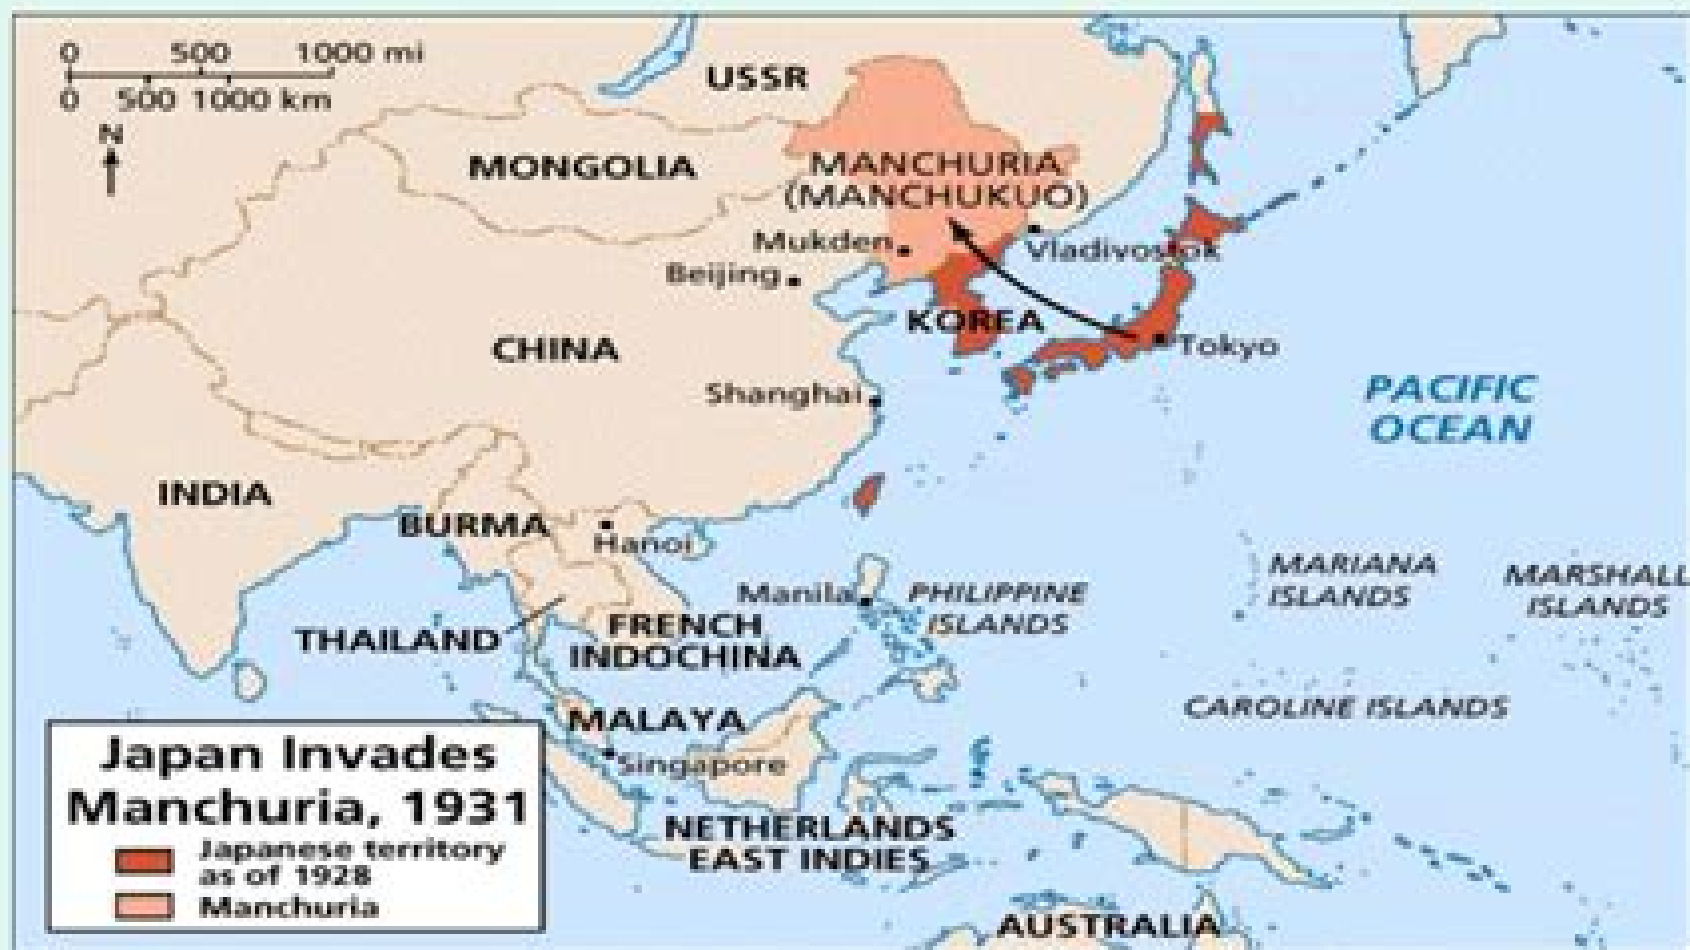 0 500 1000 mi
0 500 1000 km
N
USSR
MONGOLIA
MANCHURIA
(MANCHUKUO)
Mukden
Vladivostok
Beijing
KOREA
CHINA
Tokyo
Shanghai
PACIFIC
OCEAN
INDIA
BURMA
Hanoi
MARIANA
ISLANDS
MARSHALL
ISLANDS
Manila
PHILIPPINE
ISLANDS
THAILAND
FRENCH
INDOCHINA
CAROLINE ISLANDS
MALAYA
Singapore
NETHERLANDS
EAST INDIES
AUSTRALIA
Japan Invades
Manchuria, 1931
Japanese territory
as of 1928
Manchuria